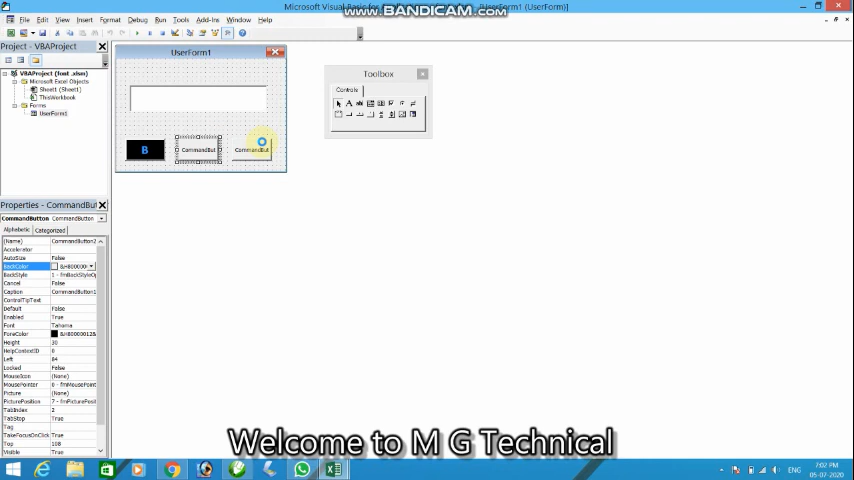 Microsoft Visual Basic for
[UserForm1 (UserForm)]
WWW.BANDICAM.COM
File Edit View Insert Format Debug Run Tools Add-Ins Window Help
Project - VBAProject
VBAProject (font .xlsm)
Microsoft Excel Objects
Sheet1 (Sheet1)
ThisWorkbook
Forms
UserForm1
UserForm1
B
CommandBut
CommandBut
Toolbox
Controls
Properties - CommandBut
CommandButton CommandButton
Alphabetic Categorized
(Name) CommandButton2
Accelerator
AutoSize False
BackColor &H800000
BackStyle 1 - fmBackStyleOp
Cancel False
Caption CommandButton1
ControlTipText
Default False
Enabled True
Font Tahoma
ForeColor &H80000012&
Height 30
HelpContextID 0
Left 84
Locked False
MouseIcon (None)
MousePointer 0 - fmMousePoint
Picture (None)
PicturePosition 7 - fmPicturePosit
TabIndex 2
TabStop True
Tag
TakeFocusOnClick True
Top 108
Visible True
Welcome to M G Technical
ENG
7:02 PM
05-07-2020